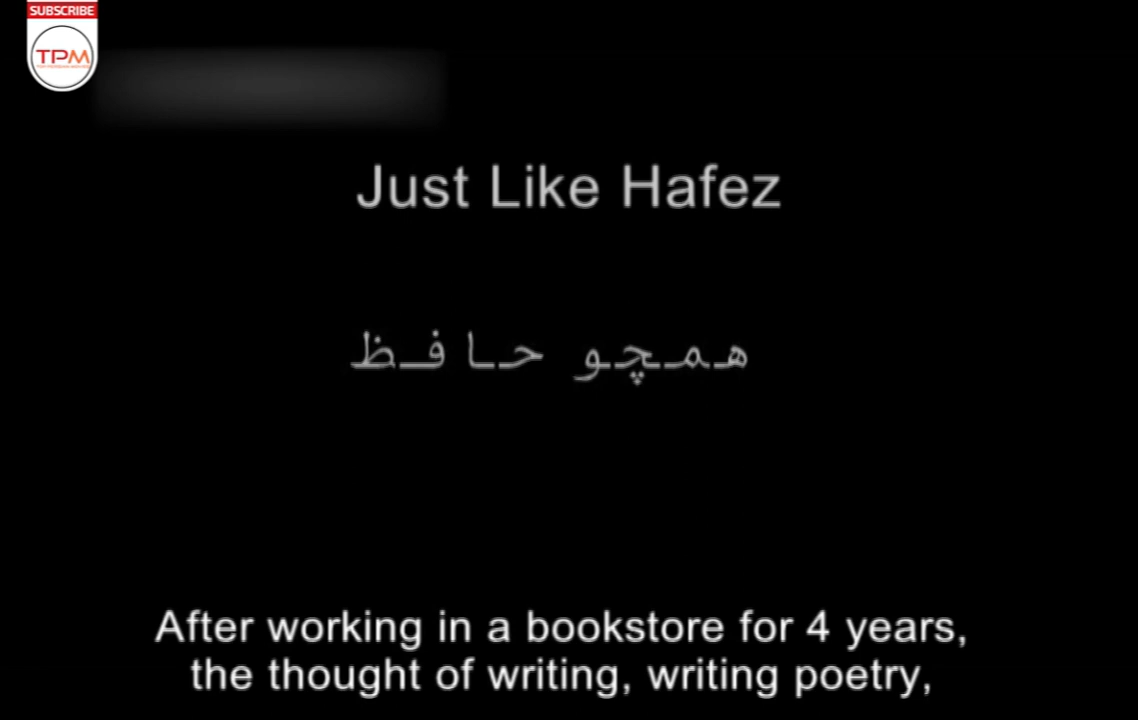 SUBSCRIBE
TPM
Just Like Hafez
همچو حافظ
After working in a bookstore for 4 years,
the thought of writing, writing poetry,